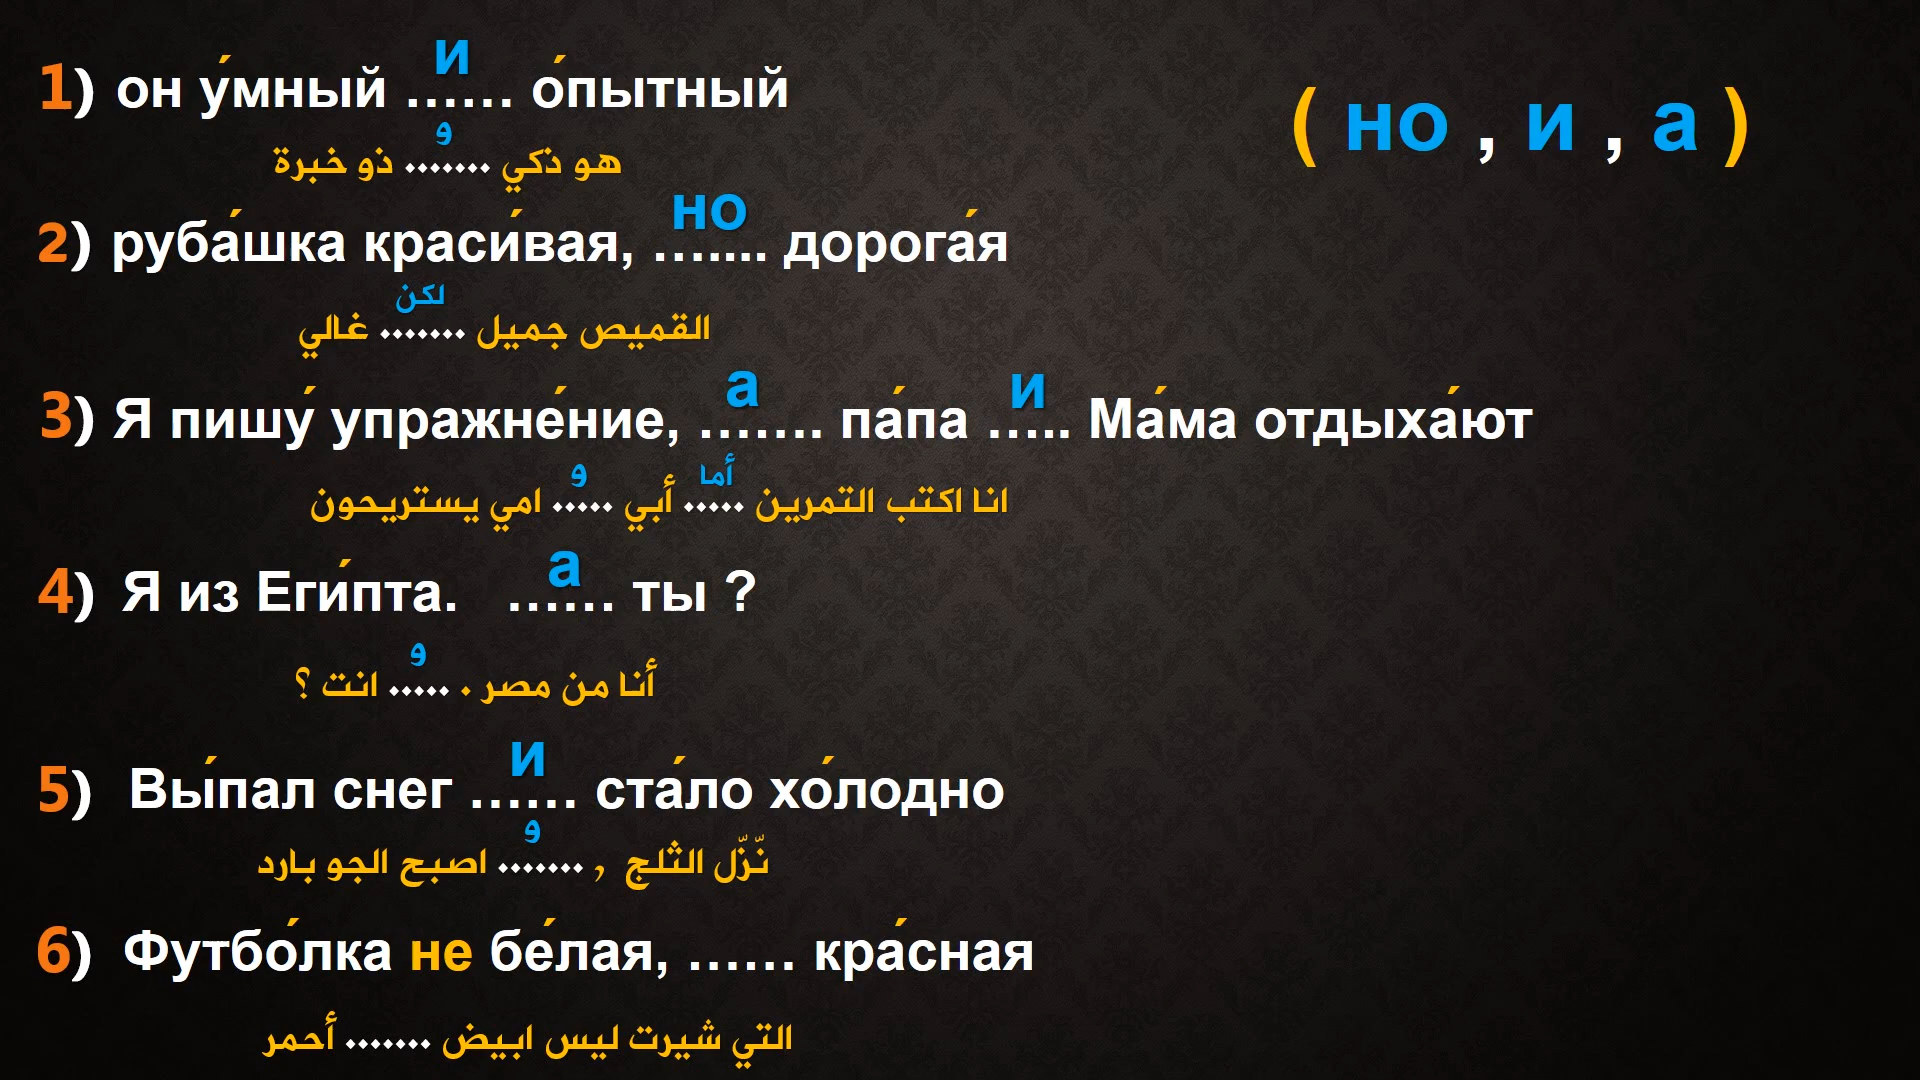 1) он у́мный ...и... о́пытный
( но , и , а )
هو ذكي ...و.... ذو خبرة
2) руба́шка краси́вая, ...но.... дорога́я
القميص جميل ...لكن.... غالي
3) Я пишу́ упражне́ние, ...а.... па́па ..и... Ма́ма отдыха́ют
انا اكتب التمرين ..أما... أبي ..و... امي يستريحون
4) Я из Еги́пта. ...а... ты ?
أنا من مصر . ..و... انت ؟
5) Вы́пал снег ...и... ста́ло хо́лодно
نّزّل الثلج , ...و.... اصبح الجو بارد
6) Футбо́лка не бе́лая, ...... кра́сная
التي شيرت ليس ابيض ....... أحمر